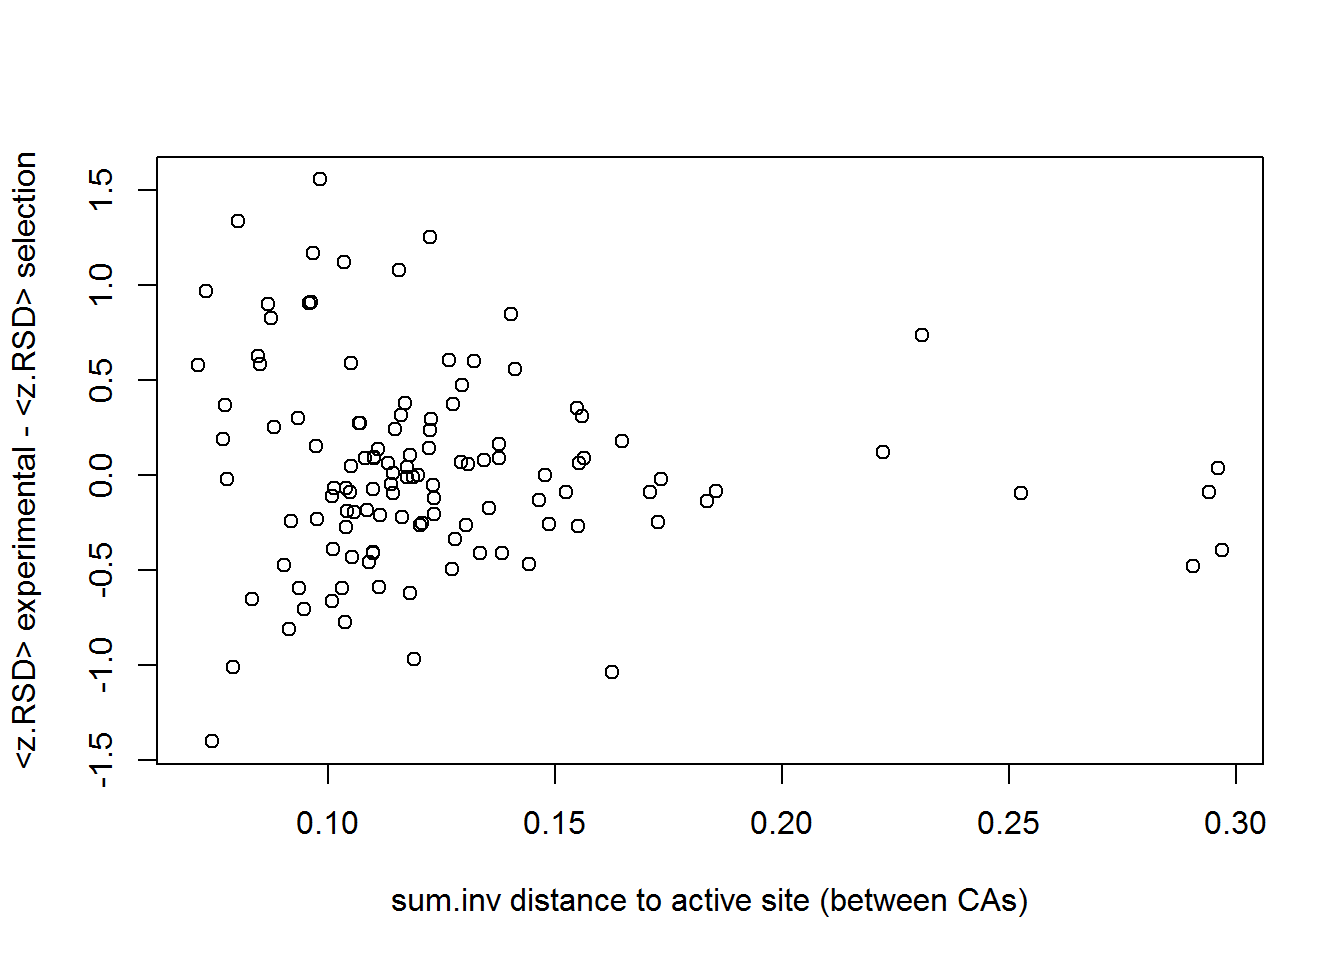 <z.RSD> experimental - <z.RSD> selection
1.5
1.0
0.5
0.0
-0.5
-1.0
-1.5
0.10 0.15 0.20 0.25 0.30
sum.inv distance to active site (between CAs)